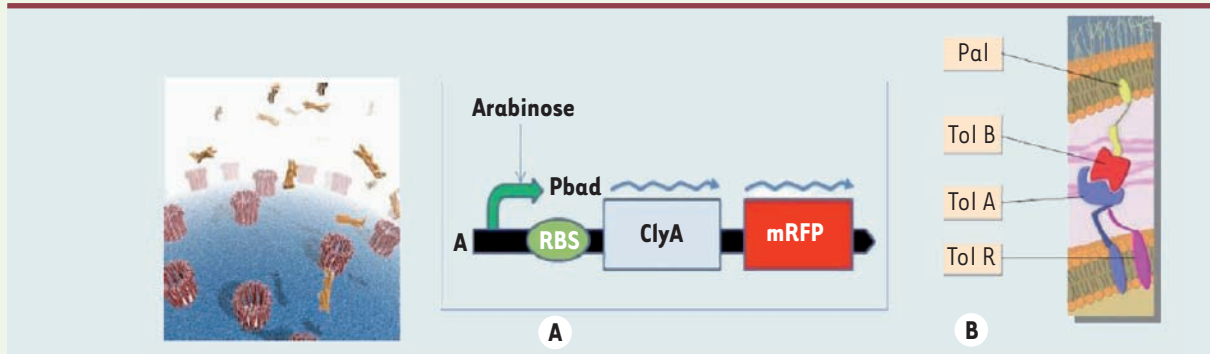 Arabinose
Pbad
A
RBS
ClyA
mRFP
A
Pal
Tol B
Tol A
Tol R
B